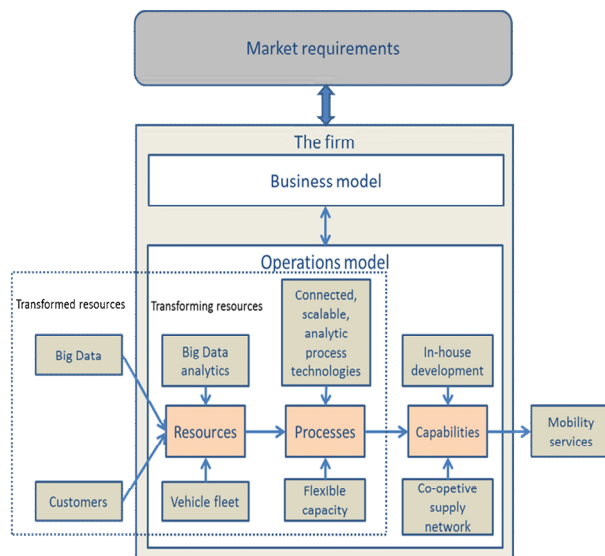 Market requirements
The firm
Business model
Operations model
Transformed resources
Transforming resources
Connected,
scalable,
analytic
process
technologies
Big Data
Big Data
analytics
In-house
development
Resources
Processes
Capabilities
Mobility
services
Customers
Vehicle fleet
Flexible
capacity
Co-opetive
supply
network